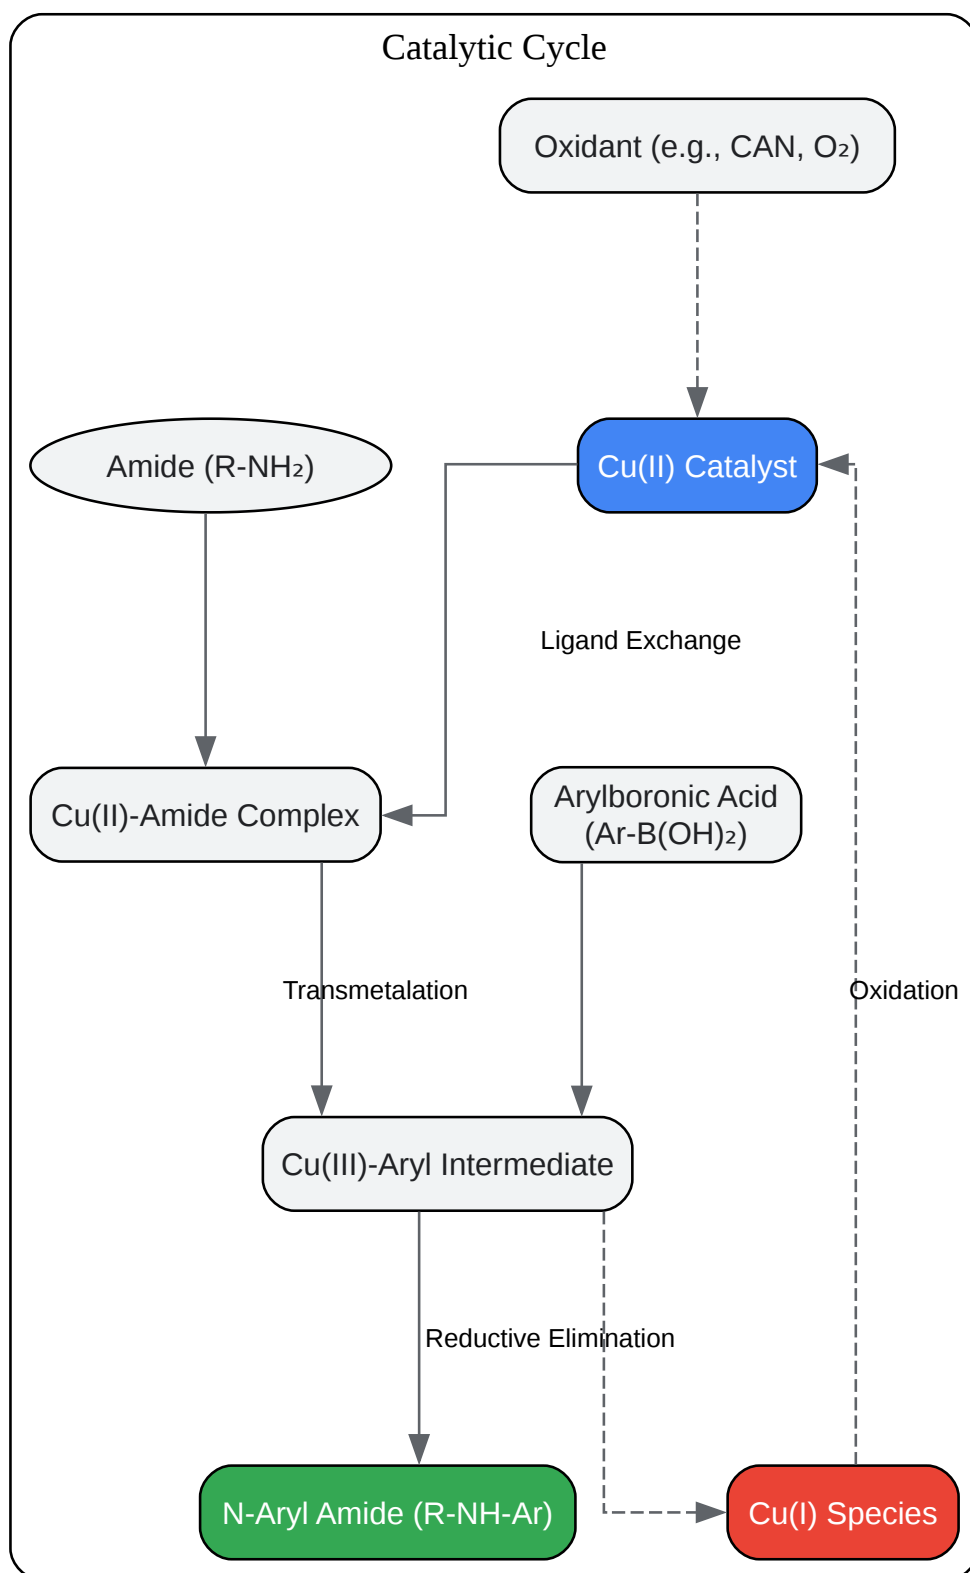 Catalytic Cycle
Oxidant (e.g., CAN, O₂)
Amide (R-NH₂)
Cu(II) Catalyst
Ligand Exchange
Cu(II)-Amide Complex
Arylboronic Acid
(Ar-B(OH)₂)
Transmetalation
Oxidation
Cu(III)-Aryl Intermediate
Reductive Elimination
N-Aryl Amide (R-NH-Ar)
Cu(I) Species